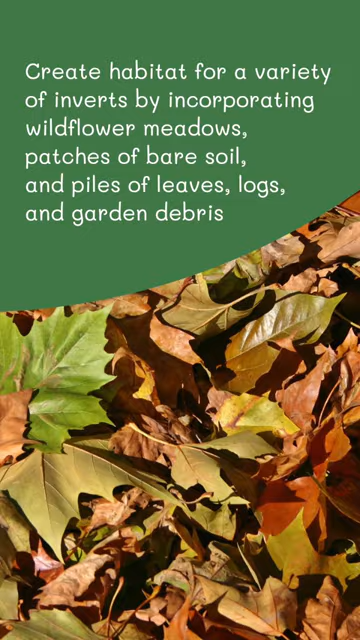 Create habitat for a variety
of inverts by incorporating
wildflower meadows,
patches of bare soil,
and piles of leaves, logs,
and garden debris